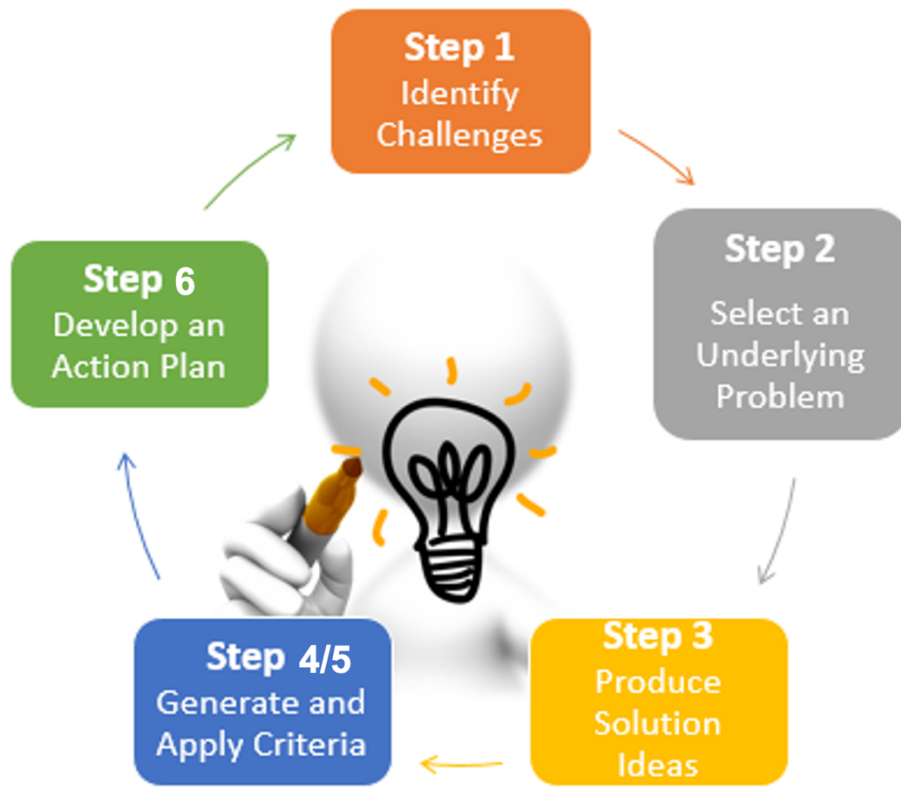 Step 1
Identify
Challenges
Step 2
Select an
Underlying
Problem
Step 3
Produce
Solution
Ideas
Step 4/5
Generate and
Apply Criteria
Step 6
Develop an
Action Plan